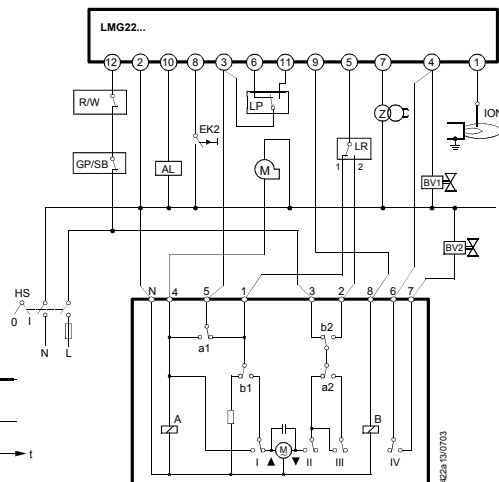 LMG22...
12 2 10 8 3 6 11 9 5 7 4 1
R/W
LP
Z
ION
EK2
GP/SB
AL
M
LR
1 2
BV1
BV2
HS
0 I
N L
N 4 5 1 3 2 8 6 7
a1
b2
b1
a2
A
B
M
I ▲ ▼ II III IV
t
422a13/0703